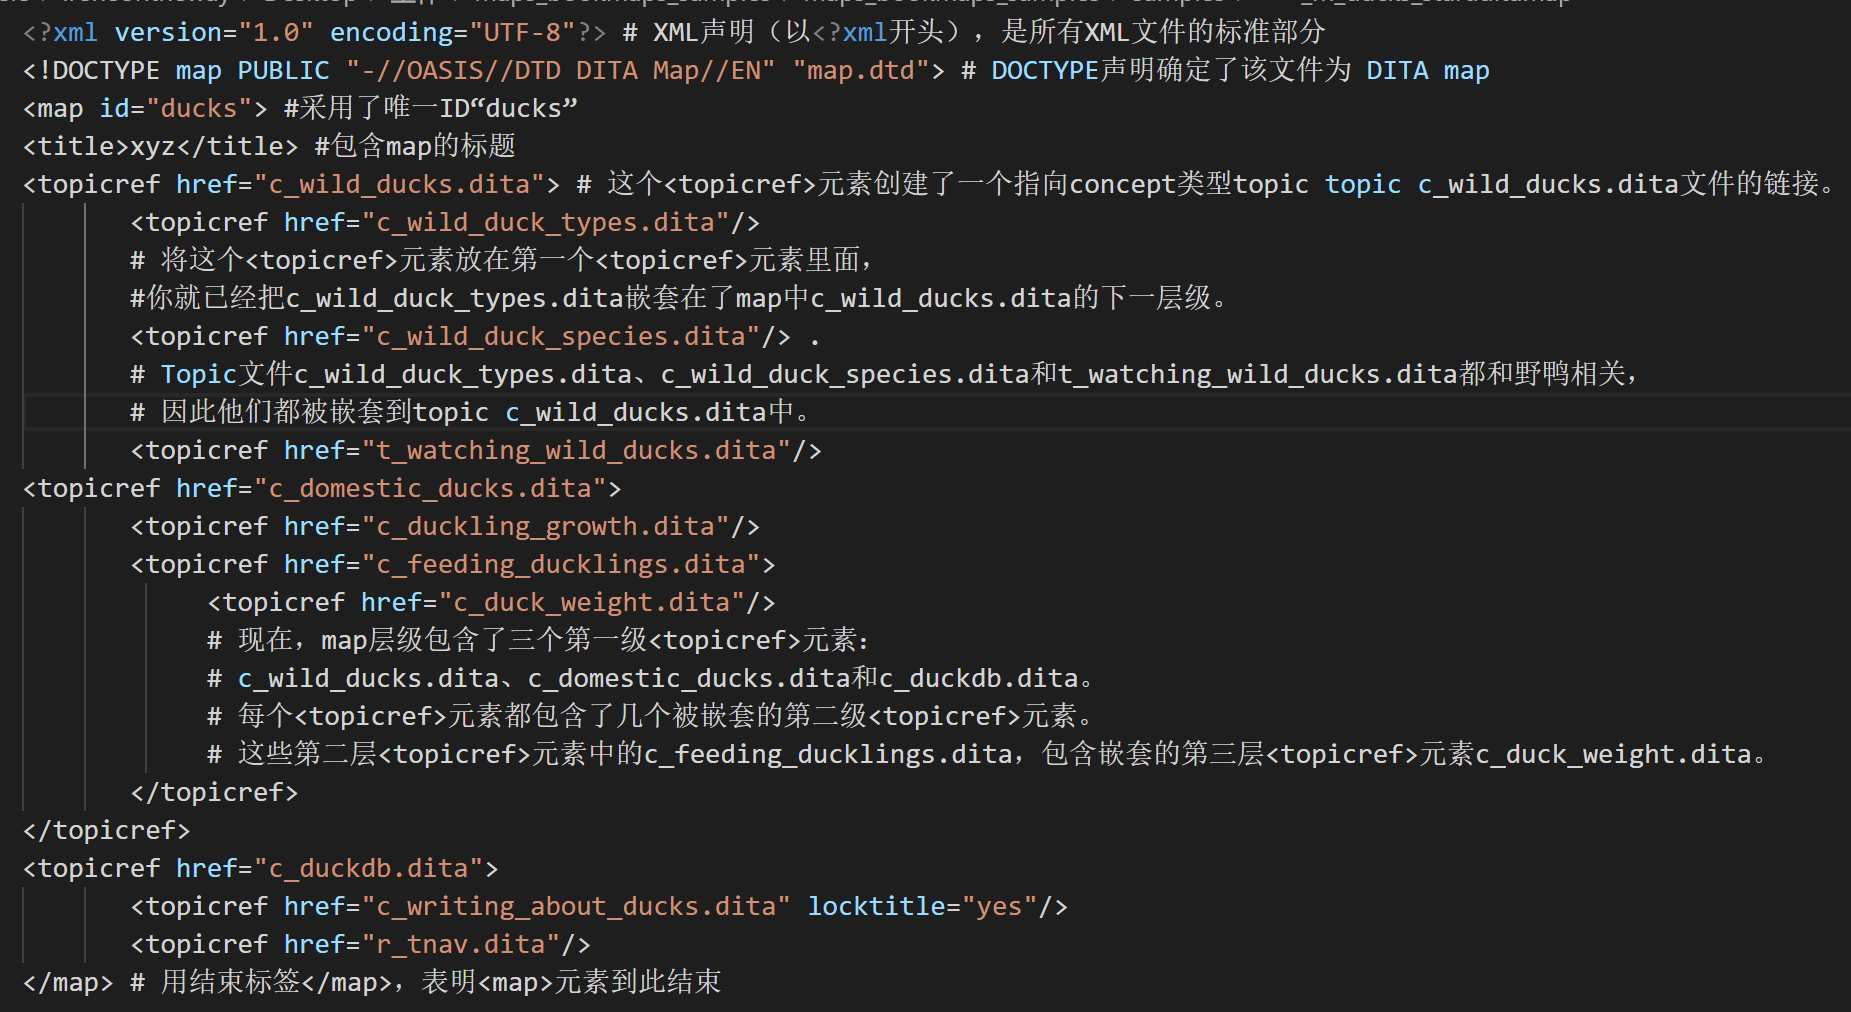 <?xml version="1.0" encoding="UTF-8"?> # XML声明（以<?xml开头），是所有XML文件的标准部分
<!DOCTYPE map PUBLIC "-//OASIS//DTD DITA Map//EN" "map.dtd"> # DOCTYPE声明确定了该文件为 DITA map
<map id="ducks"> #采用了唯一ID“ducks”
<title>xyz</title> #包含map的标题
<topicref href="c_wild_ducks.dita"> # 这个<topicref>元素创建了一个指向concept类型topic topic c_wild_ducks.dita文件的链接。
<topicref href="c_wild_duck_types.dita"/>
# 将这个<topicref>元素放在第一个<topicref>元素里面，
#你就已经把c_wild_duck_types.dita嵌套在了map中c_wild_ducks.dita的下一层级。
<topicref href="c_wild_duck_species.dita"/> .
# Topic文件c_wild_duck_types.dita、c_wild_duck_species.dita和t_watching_wild_ducks.dita都和野鸭相关，
# 因此他们都被嵌套到topic c_wild_ducks.dita中。
<topicref href="t_watching_wild_ducks.dita"/>
<topicref href="c_domestic_ducks.dita">
<topicref href="c_duckling_growth.dita"/>
<topicref href="c_feeding_ducklings.dita">
<topicref href="c_duck_weight.dita"/>
# 现在，map层级包含了三个第一级<topicref>元素：
# c_wild_ducks.dita、c_domestic_ducks.dita和c_duckdb.dita。
# 每个<topicref>元素都包含了几个被嵌套的第二级<topicref>元素。
# 这些第二层<topicref>元素中的c_feeding_ducklings.dita，包含嵌套的第三层<topicref>元素c_duck_weight.dita。
</topicref>
</topicref>
<topicref href="c_duckdb.dita">
<topicref href="c_writing_about_ducks.dita" locktitle="yes"/>
<topicref href="r_tnav.dita"/>
</map> # 用结束标签</map>，表明<map>元素到此结束